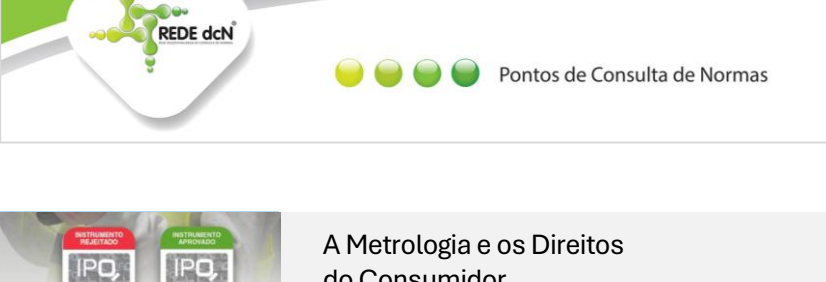 REDE dcN
Pontos de Consulta de Normas
INSTRUMENTO
REJEITADO
INSTRUMENTO
APROVADO
IPQ
IPQ
A Metrologia e os Direitos
do Consumidor